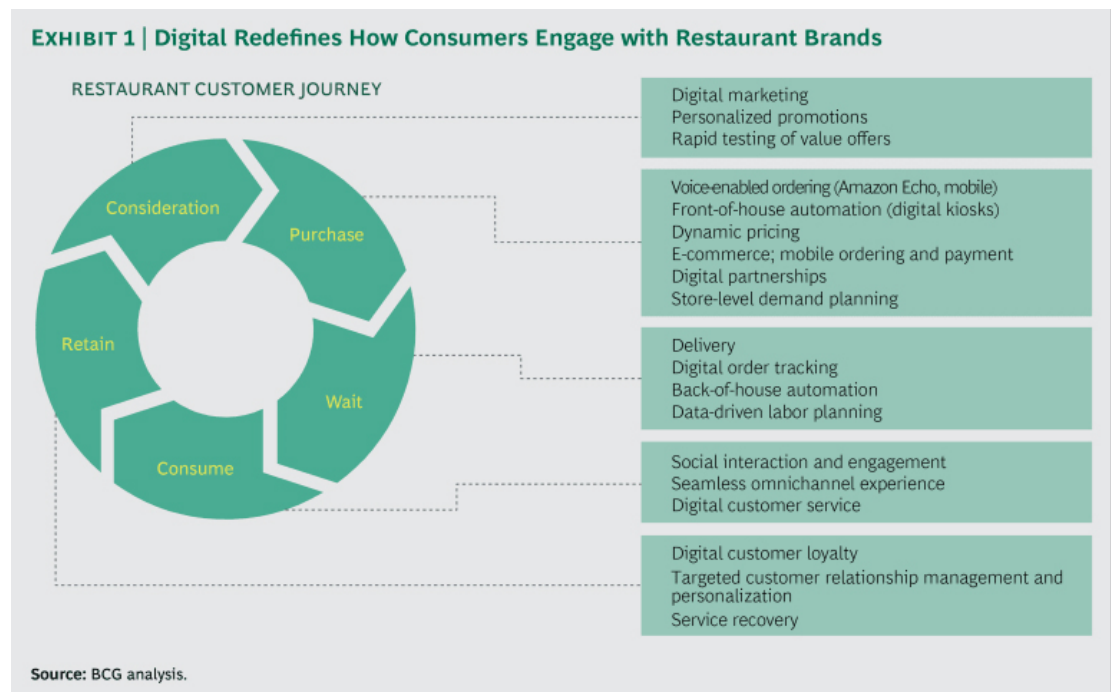 EXHIBIT 1 | Digital Redefines How Consumers Engage with Restaurant Brands
RESTAURANT CUSTOMER JOURNEY
Consideration
Purchase
Wait
Consume
Retain
Digital marketing
Personalized promotions
Rapid testing of value offers
Voice-enabled ordering (Amazon Echo, mobile)
Front-of-house automation (digital kiosks)
Dynamic pricing
E-commerce; mobile ordering and payment
Digital partnerships
Store-level demand planning
Delivery
Digital order tracking
Back-of-house automation
Data-driven labor planning
Social interaction and engagement
Seamless omnichannel experience
Digital customer service
Digital customer loyalty
Targeted customer relationship management and
personalization
Service recovery
Source: BCG analysis.